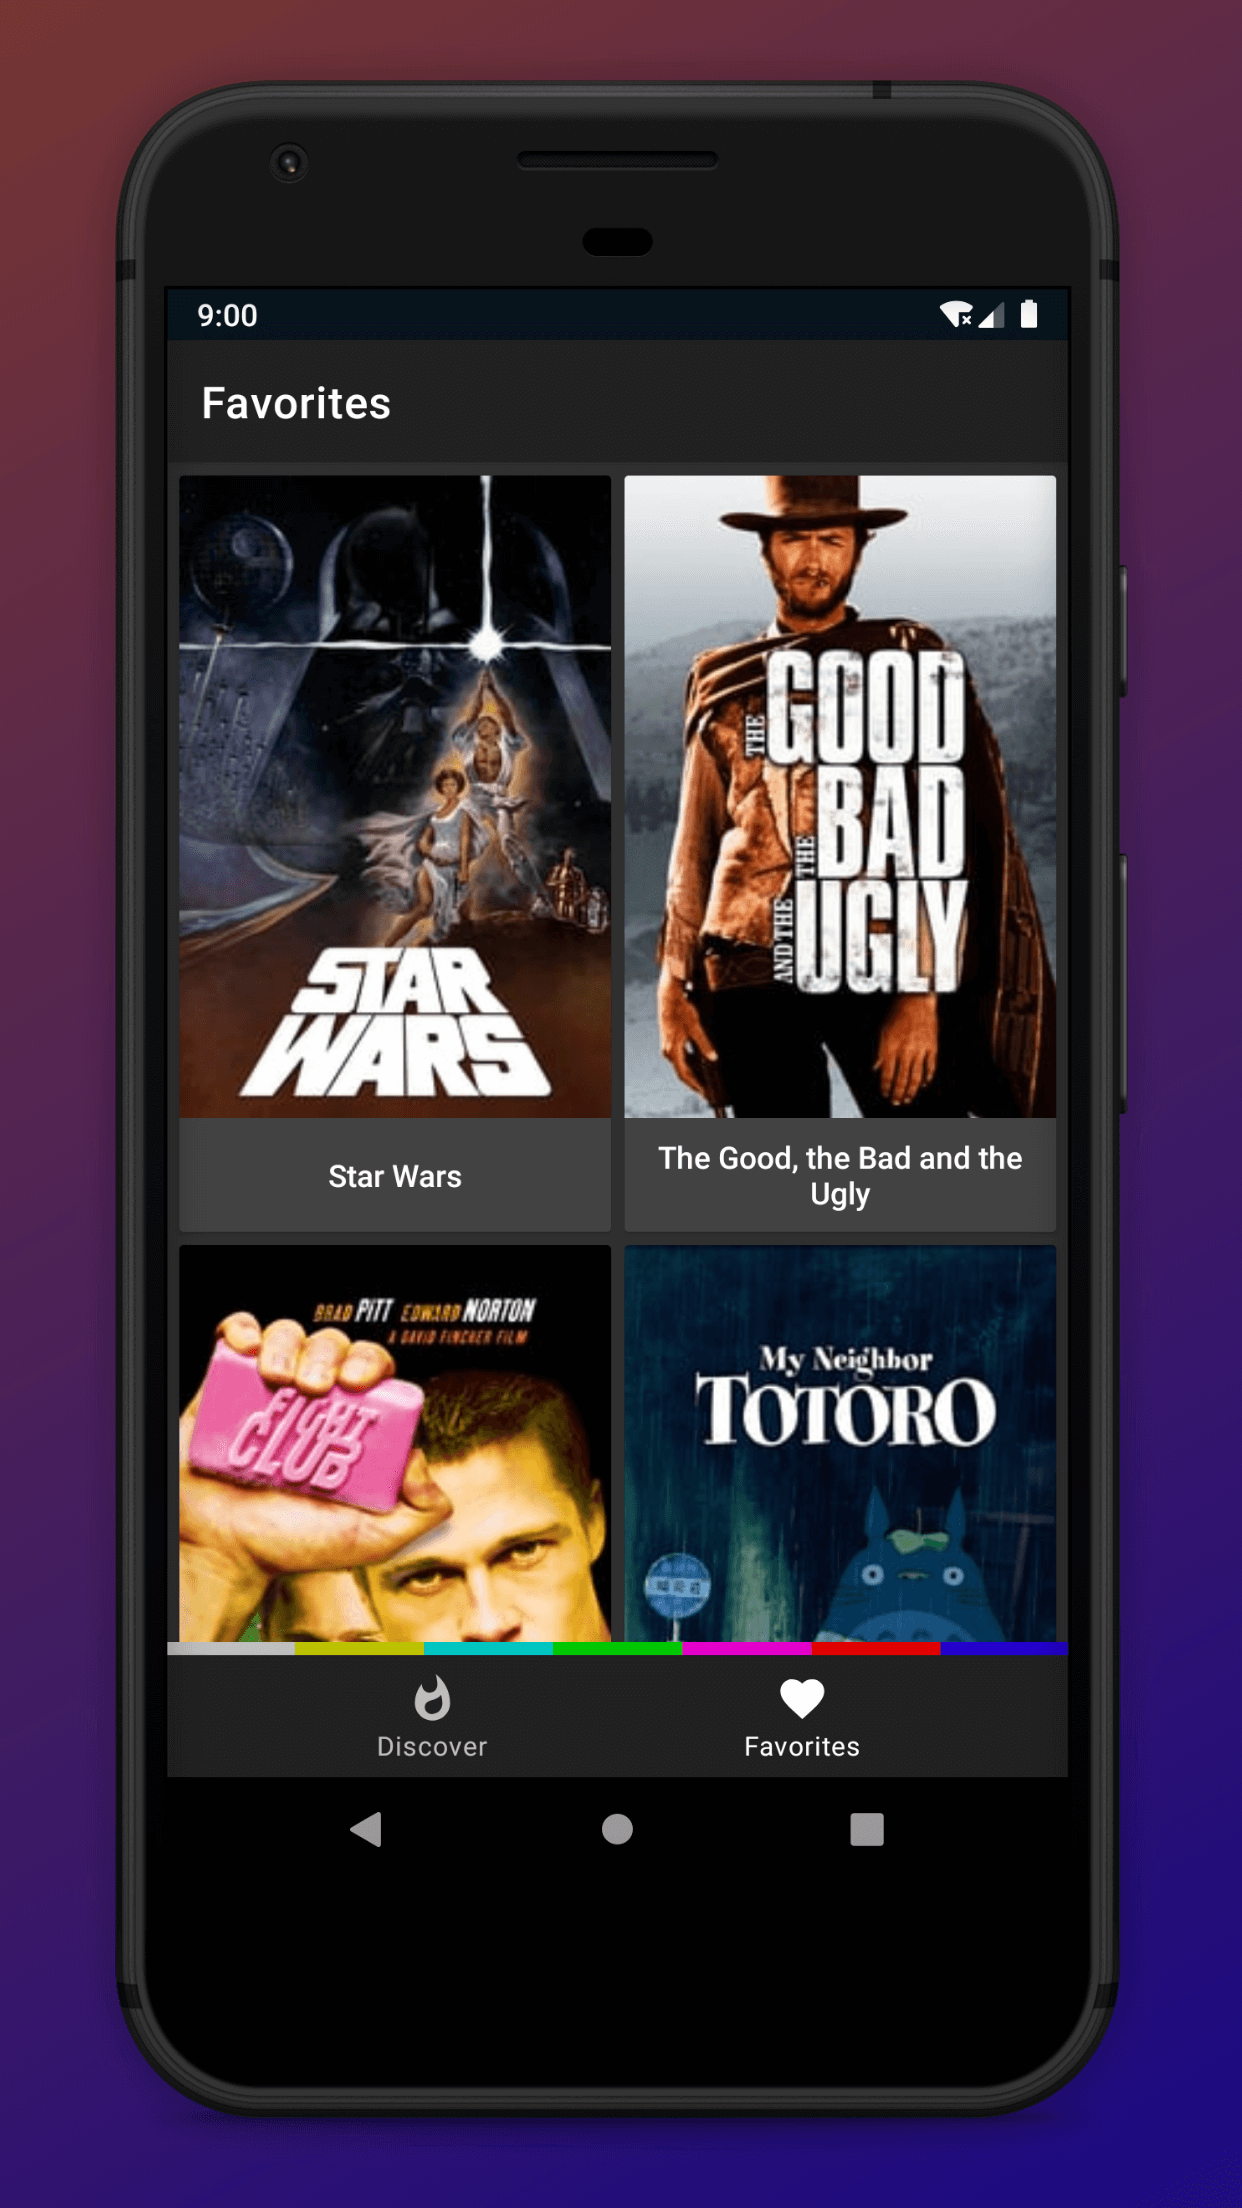 9:00
Favorites
STAR
WARS
THE GOOD
THE BAD
AND THE UGLY
Star Wars
The Good, the Bad and the
Ugly
BRAD PITT EDWARD NORTON
A DAVID FINCHER FILM
FIGHT
CLUB
My Neighbor
TOTORO
Discover
Favorites